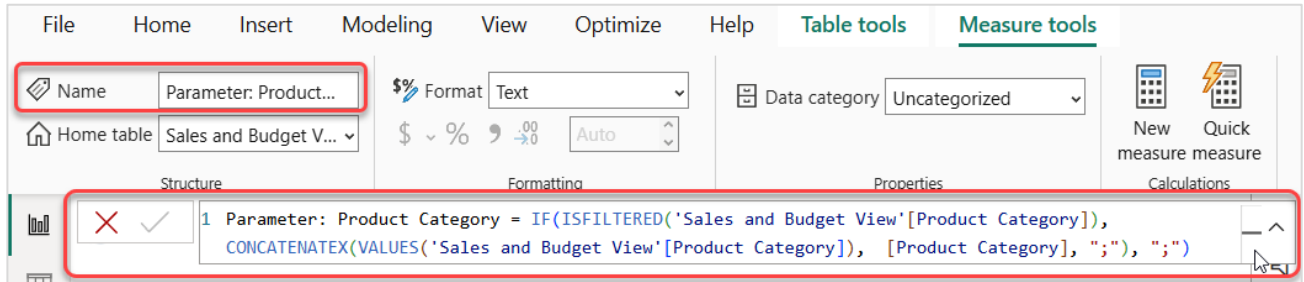 File Home Insert Modeling View Optimize Help Table tools Measure tools
Name Parameter: Product... $% Format Text Data category Uncategorized
Home table Sales and Budget V... $ % , .00 →.0 Auto New Quick
measure measure
Structure Formatting Properties Calculations
1 Parameter: Product Category = IF(ISFILTERED('Sales and Budget View'[Product Category]),
CONCATENATEX(VALUES('Sales and Budget View'[Product Category]), [Product Category], ";"), ";")